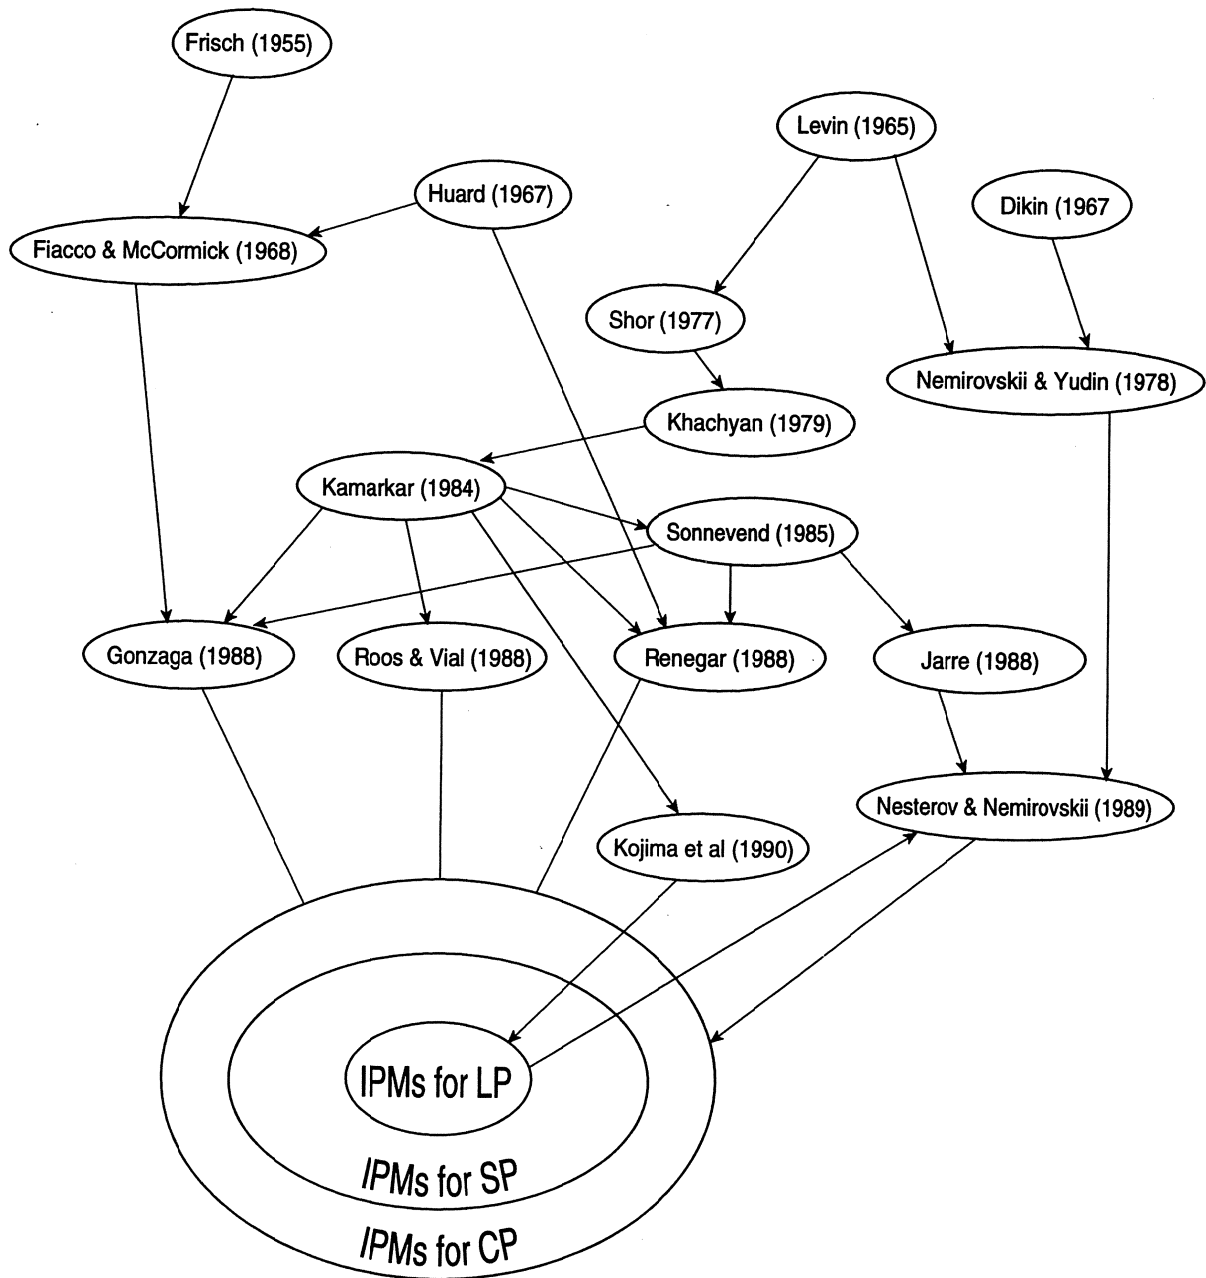 Frisch (1955)
Levin (1965)
Huard (1967)
Dikin (1967
Fiacco & McCormick (1968)
Shor (1977)
Nemirovskii & Yudin (1978)
Khachyan (1979)
Kamarkar (1984)
Sonnevend (1985)
Gonzaga (1988)
Roos & Vial (1988)
Renegar (1988)
Jarre (1988)
Nesterov & Nemirovskii (1989)
Kojima et al (1990)
IPMs for LP
IPMs for SP
IPMs for CP